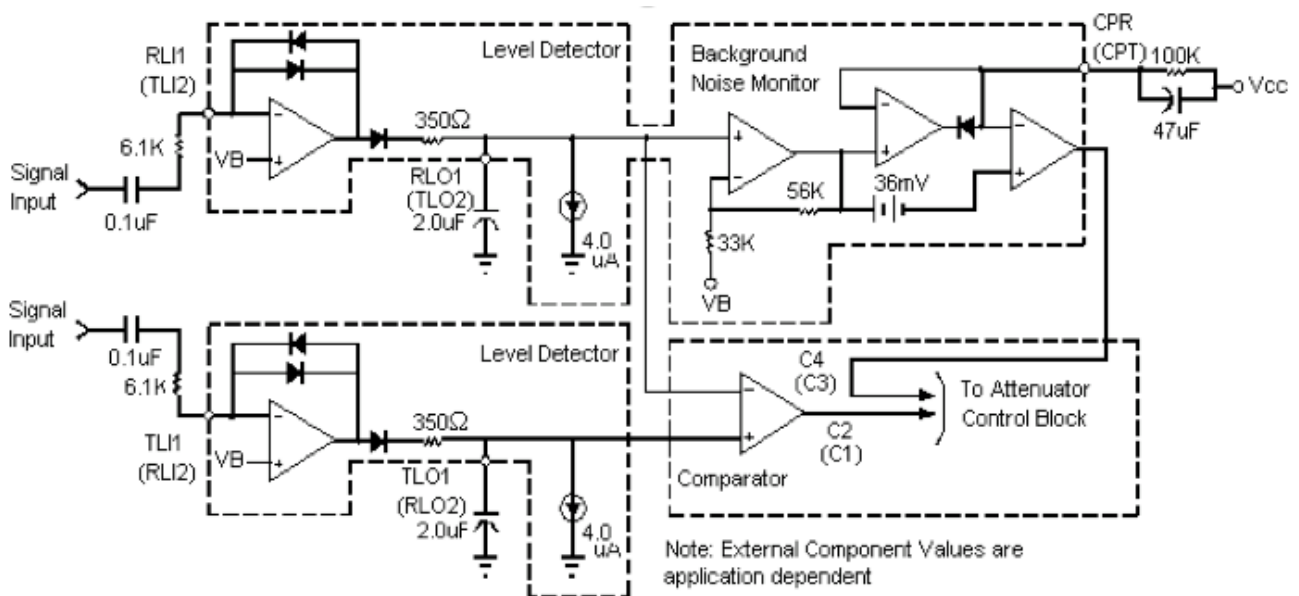 CPR
(CPT)
100K
Vcc
47uF
RLI1
(TLI2)
Level Detector
Background
Noise Monitor
6.1K
VB
350Ω
Signal
Input
0.1uF
RLO1
(TLO2)
2.0uF
4.0
uA
56K
36mV
33K
VB
Signal
Input
0.1uF
6.1K
Level Detector
350Ω
TLI1
(RLI2)
VB
TLO1
(RLO2)
2.0uF
4.0
uA
C4
(C3)
To Attenuator
Control Block
C2
(C1)
Comparator
Note: External Component Values are
application dependent